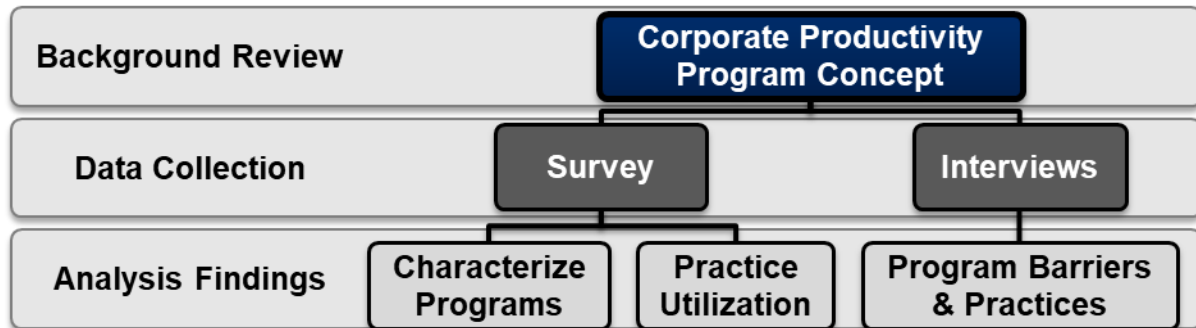 Background Review
Corporate Productivity
Program Concept
Data Collection
Survey
Interviews
Analysis Findings
Characterize
Programs
Practice
Utilization
Program Barriers
& Practices